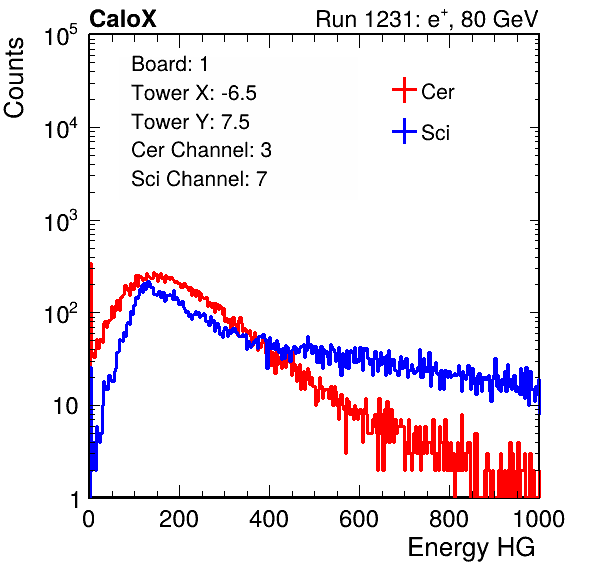 CaloX Run 1231: e⁺, 80 GeV
Counts
Board: 1
Tower X: -6.5
Tower Y: 7.5
Cer Channel: 3
Sci Channel: 7
Cer
Sci
10⁵
10⁴
10³
10²
10
1
0 200 400 600 800 1000
Energy HG